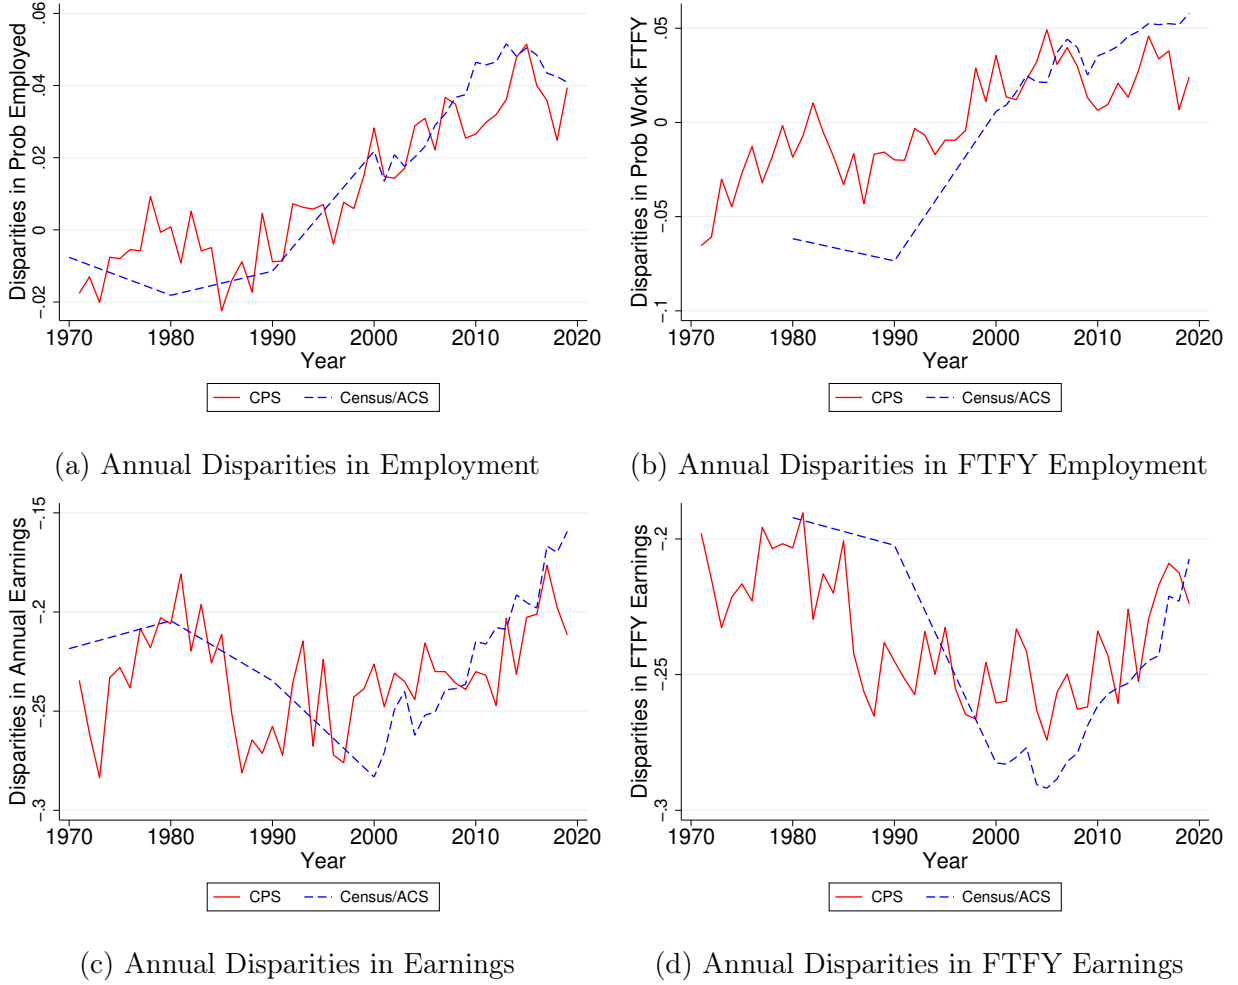 Disparities in Prob Employed
.06
.04
.02
0
-.02
1970 1980 1990 2000 2010 2020
Year
CPS Census/ACS
(a) Annual Disparities in Employment
Disparities in Prob Work FTFY
.05
0
-.05
-.1
1970 1980 1990 2000 2010 2020
Year
CPS Census/ACS
(b) Annual Disparities in FTFY Employment
Disparities in Annual Earnings
-.15
-.2
-.25
-.3
1970 1980 1990 2000 2010 2020
Year
CPS Census/ACS
(c) Annual Disparities in Earnings
Disparities in FTFY Earnings
-.2
-.25
-.3
1970 1980 1990 2000 2010 2020
Year
CPS Census/ACS
(d) Annual Disparities in FTFY Earnings